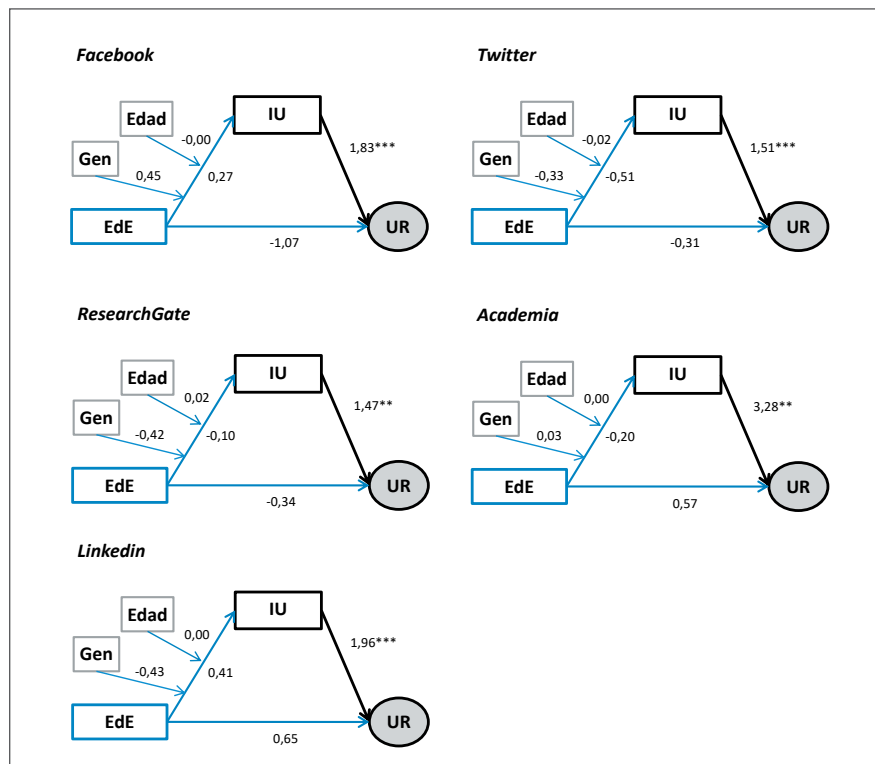 Facebook
Edad
IU
-0,00
Gen
1,83***
0,45
0,27
EdE
UR
-1,07
Twitter
Edad
IU
-0,02
Gen
1,51***
-0,33
-0,51
EdE
UR
-0,31
ResearchGate
Edad
IU
0,02
Gen
1,47**
-0,42
-0,10
EdE
UR
-0,34
Academia
Edad
IU
0,00
Gen
3,28**
0,03
-0,20
EdE
UR
0,57
Linkedin
Edad
IU
0,00
Gen
1,96***
-0,43
0,41
EdE
UR
0,65